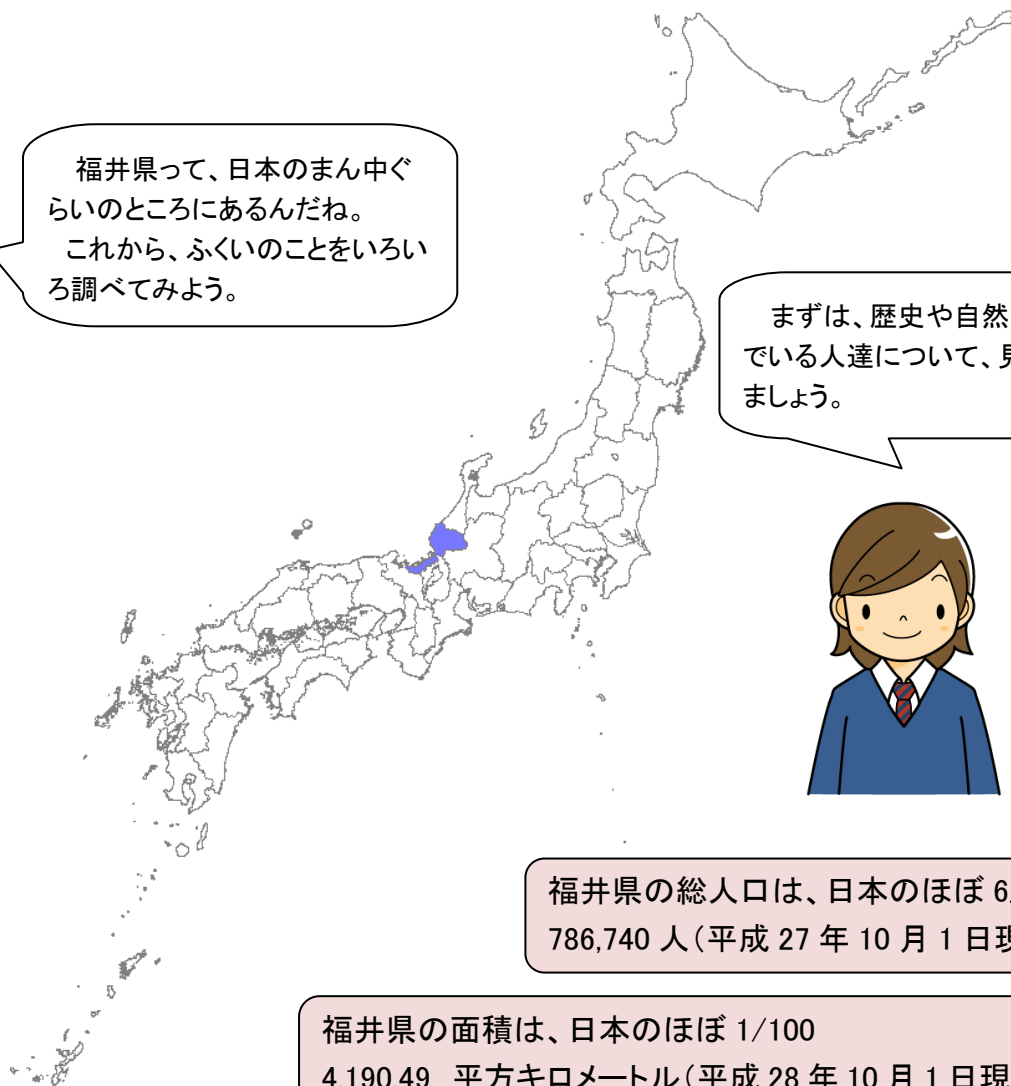 福井県って、日本のまん中ぐ
らいのところにあるんだね。
これから、ふくいのことをいろい
ろ調べてみよう。
まずは、歴史や自然
でいる人達について、
ましょう。
福井県の総人口は、日本のほぼ 6
786,740 人（平成 27 年 10 月 1 日現
福井県の面積は、日本のほぼ 1/100
4,190.49 平方キロメートル（平成 28 年 10 月 1 日現